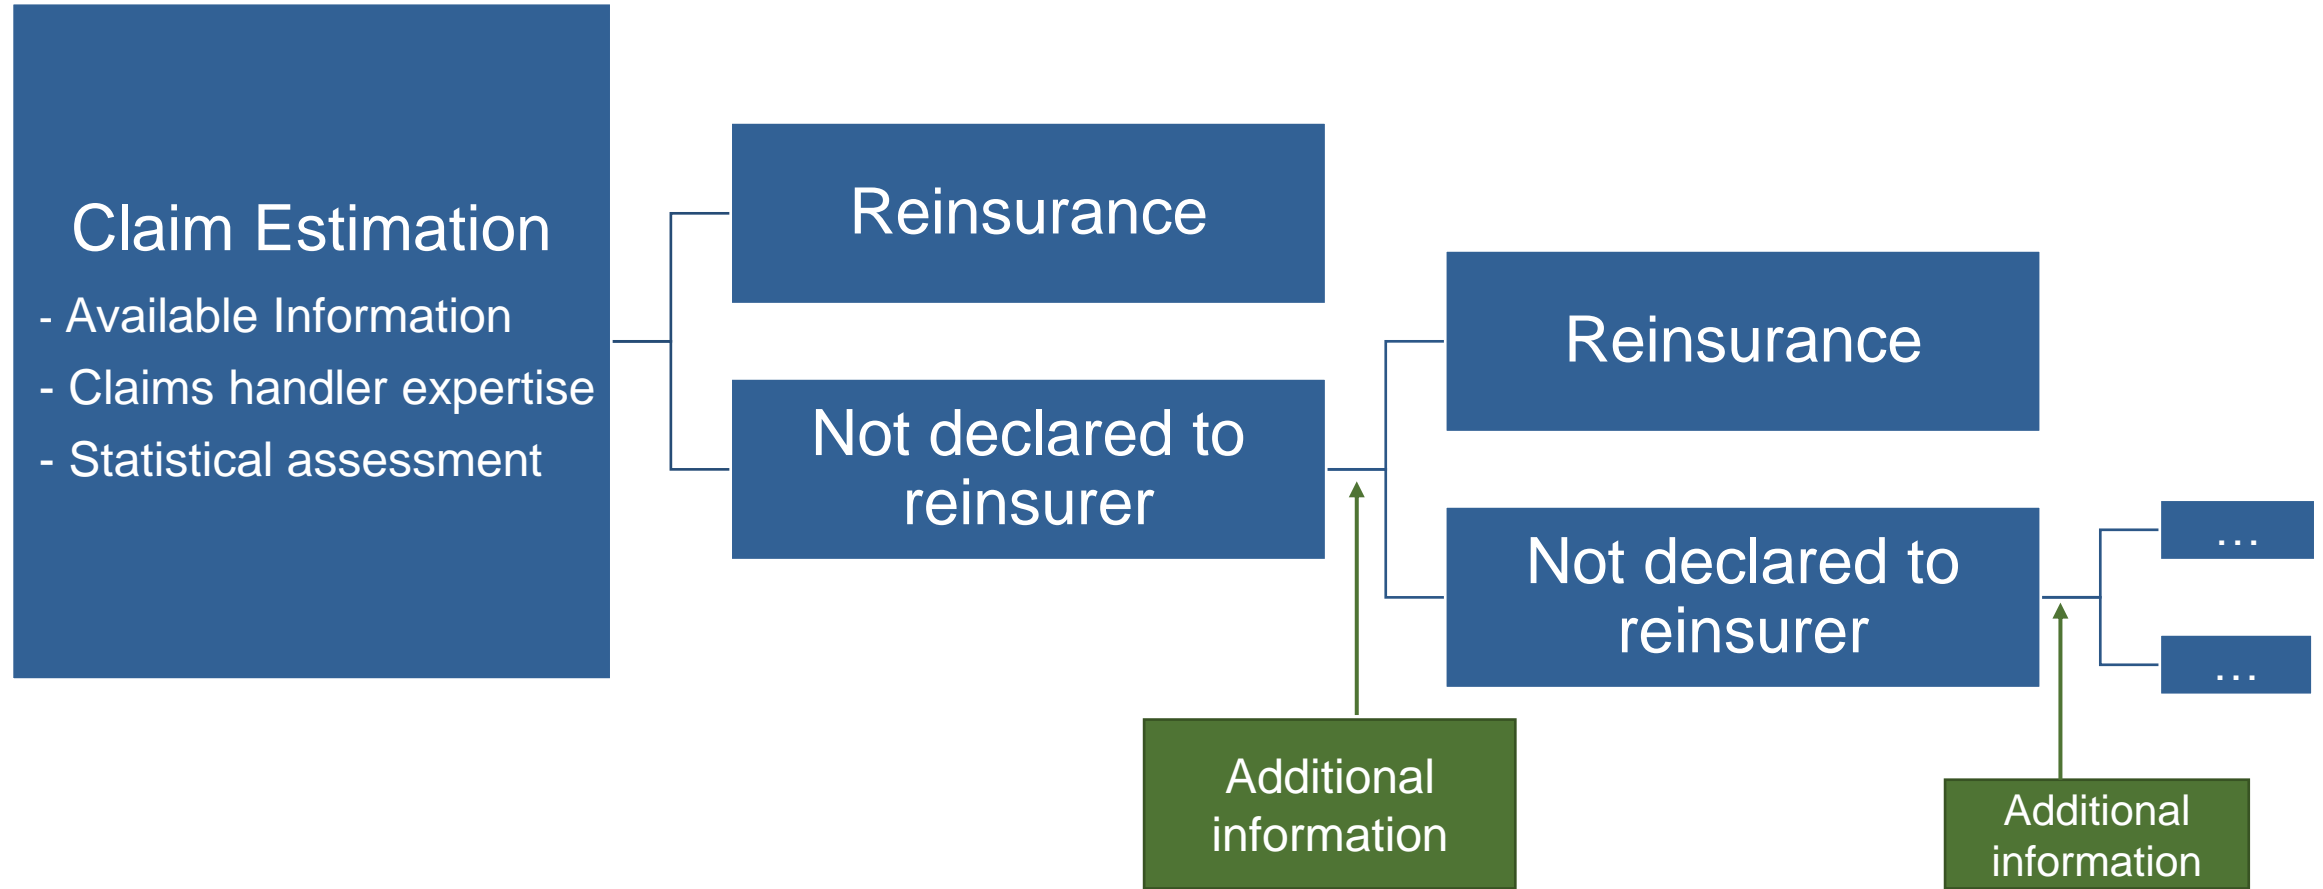 Claim Estimation
- Available Information
- Claims handler expertise
- Statistical assessment
Reinsurance
Not declared to
reinsurer
Reinsurance
Not declared to
reinsurer
...
...
Additional
information
Additional
information